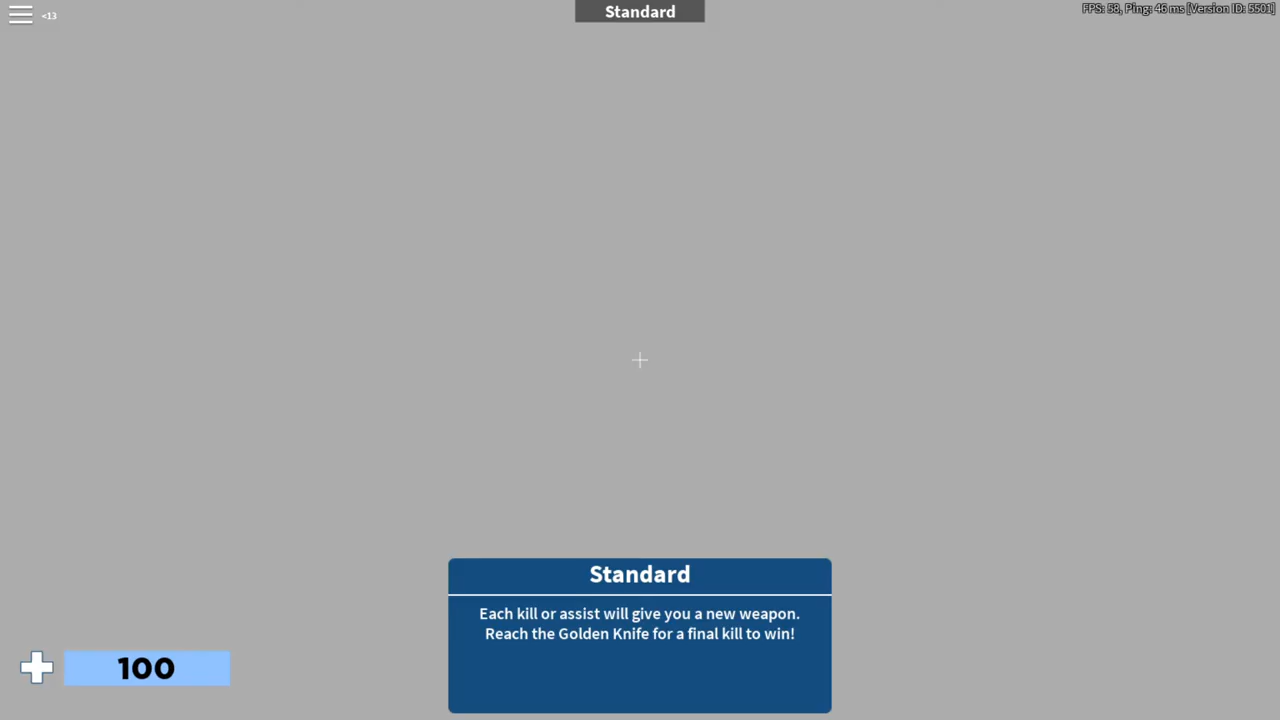 <13
Standard
FPS: 58, Ping: 46 ms [Version ID: 5501]
Standard
Each kill or assist will give you a new weapon.
Reach the Golden Knife for a final kill to win!
100